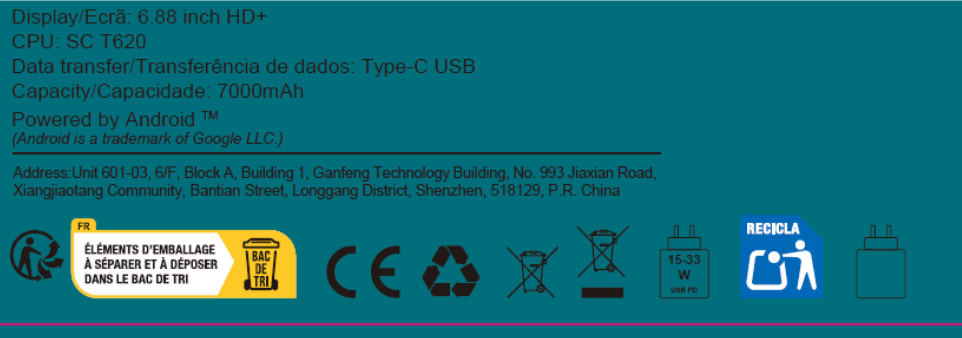 Display/Ecrã: 6.88 inch HD+
CPU: SC T620
Data transfer/Transferência de dados: Type-C USB
Capacity/Capacidade: 7000mAh
Powered by Android ™
(Android is a trademark of Google LLC.)
Address:Unit 601-03, 6/F, Block A, Building 1, Ganfeng Technology Building, No. 993 Jiaxian Road,
Xiangjiaotang Community, Bantian Street, Longgang District, Shenzhen, 518129, P.R. China
FR
ÉLÉMENTS D'EMBALLAGE
À SÉPARER ET À DÉPOSER
DANS LE BAC DE TRI
BAC
DE
TRI
CE
15-33
W
USB PD
RECICLA